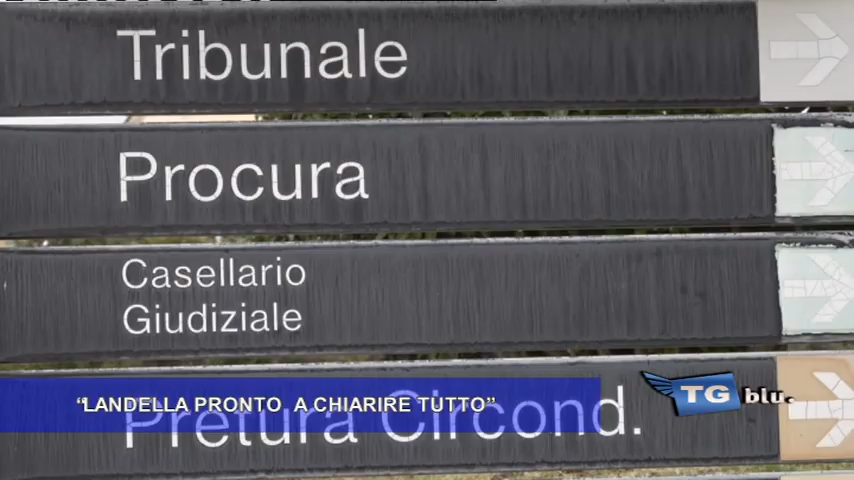 Tribunale
Procura
Casellario
Giudiziale
Pretura Circond.
“LANDELLA PRONTO A CHIARIRE TUTTO”
TG blu.